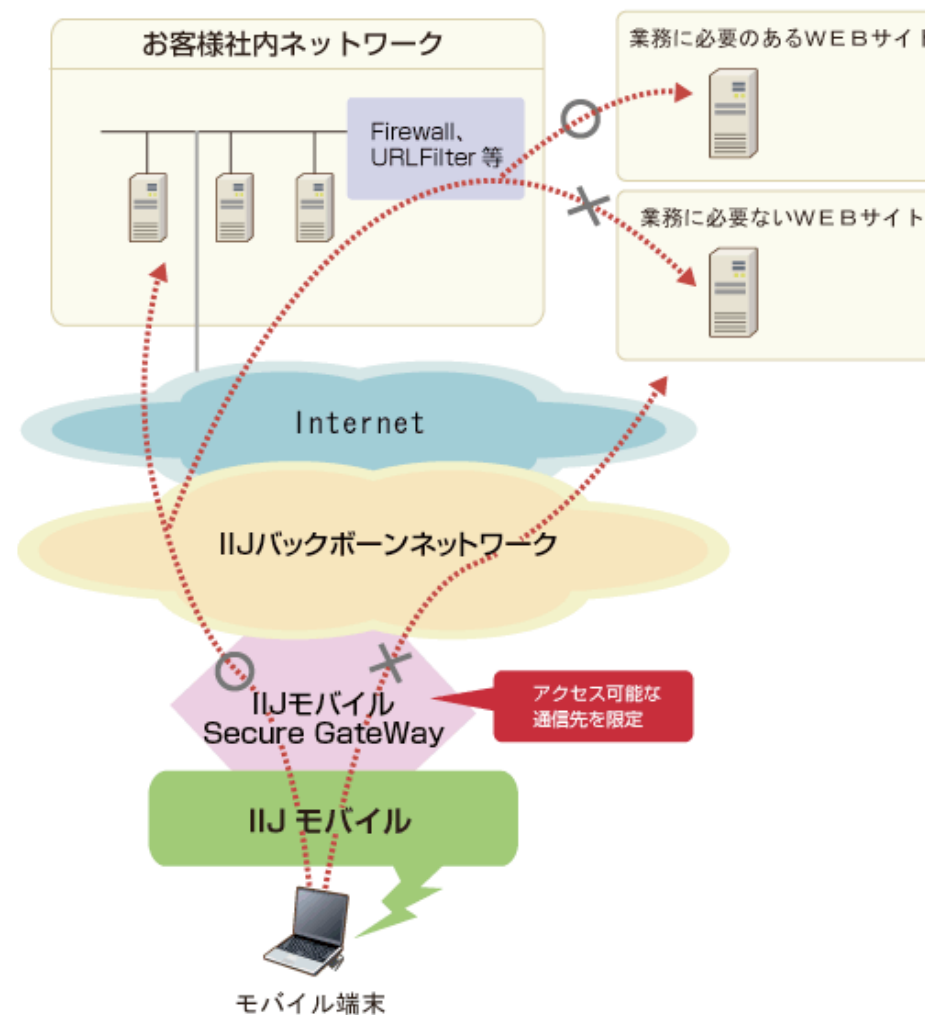 お客様社内ネットワーク
業務に必要のあるWEBサイト
Firewall、
URLFilter 等
業務に必要ないWEBサイト
Internet
IIJバックボーンネットワーク
IIJモバイル
Secure GateWay
アクセス可能な
通信先を限定
IIJ モバイル
モバイル端末